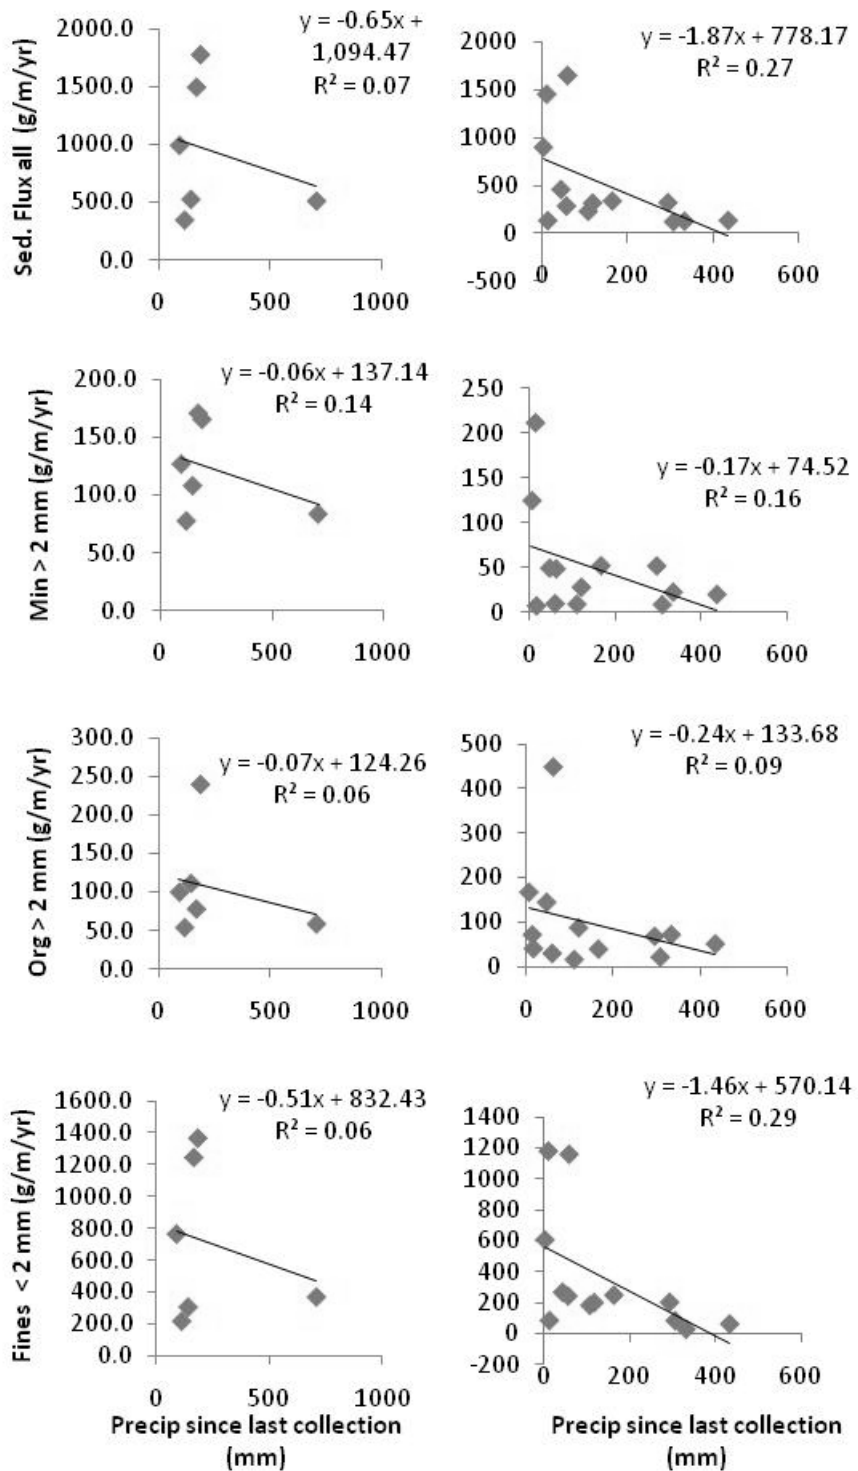 y = -0.65x +
1,094.47
R² = 0.07
Sed. Flux all (g/m/yr)
2000.0
1500.0
1000.0
500.0
0.0
0 500 1000
y = -1.87x + 778.17
R² = 0.27
2000
1500
1000
500
0
-500
0 200 400 600
y = -0.06x + 137.14
R² = 0.14
Min > 2 mm (g/m/yr)
200.0
150.0
100.0
50.0
0.0
0 500 1000
y = -0.17x + 74.52
R² = 0.16
250
200
150
100
50
0
0 200 400 600
y = -0.07x + 124.26
R² = 0.06
Org > 2 mm (g/m/yr)
300.0
250.0
200.0
150.0
100.0
50.0
0.0
0 500 1000
y = -0.24x + 133.68
R² = 0.09
500
400
300
200
100
0
0 200 400 600
y = -0.51x + 832.43
R² = 0.06
Fines < 2 mm (g/m/yr)
1600.0
1400.0
1200.0
1000.0
800.0
600.0
400.0
200.0
0.0
0 500 1000
Precip since last collection
(mm)
y = -1.46x + 570.14
R² = 0.29
1400
1200
1000
800
600
400
200
0
-200
0 200 400 600
Precip since last collection
(mm)